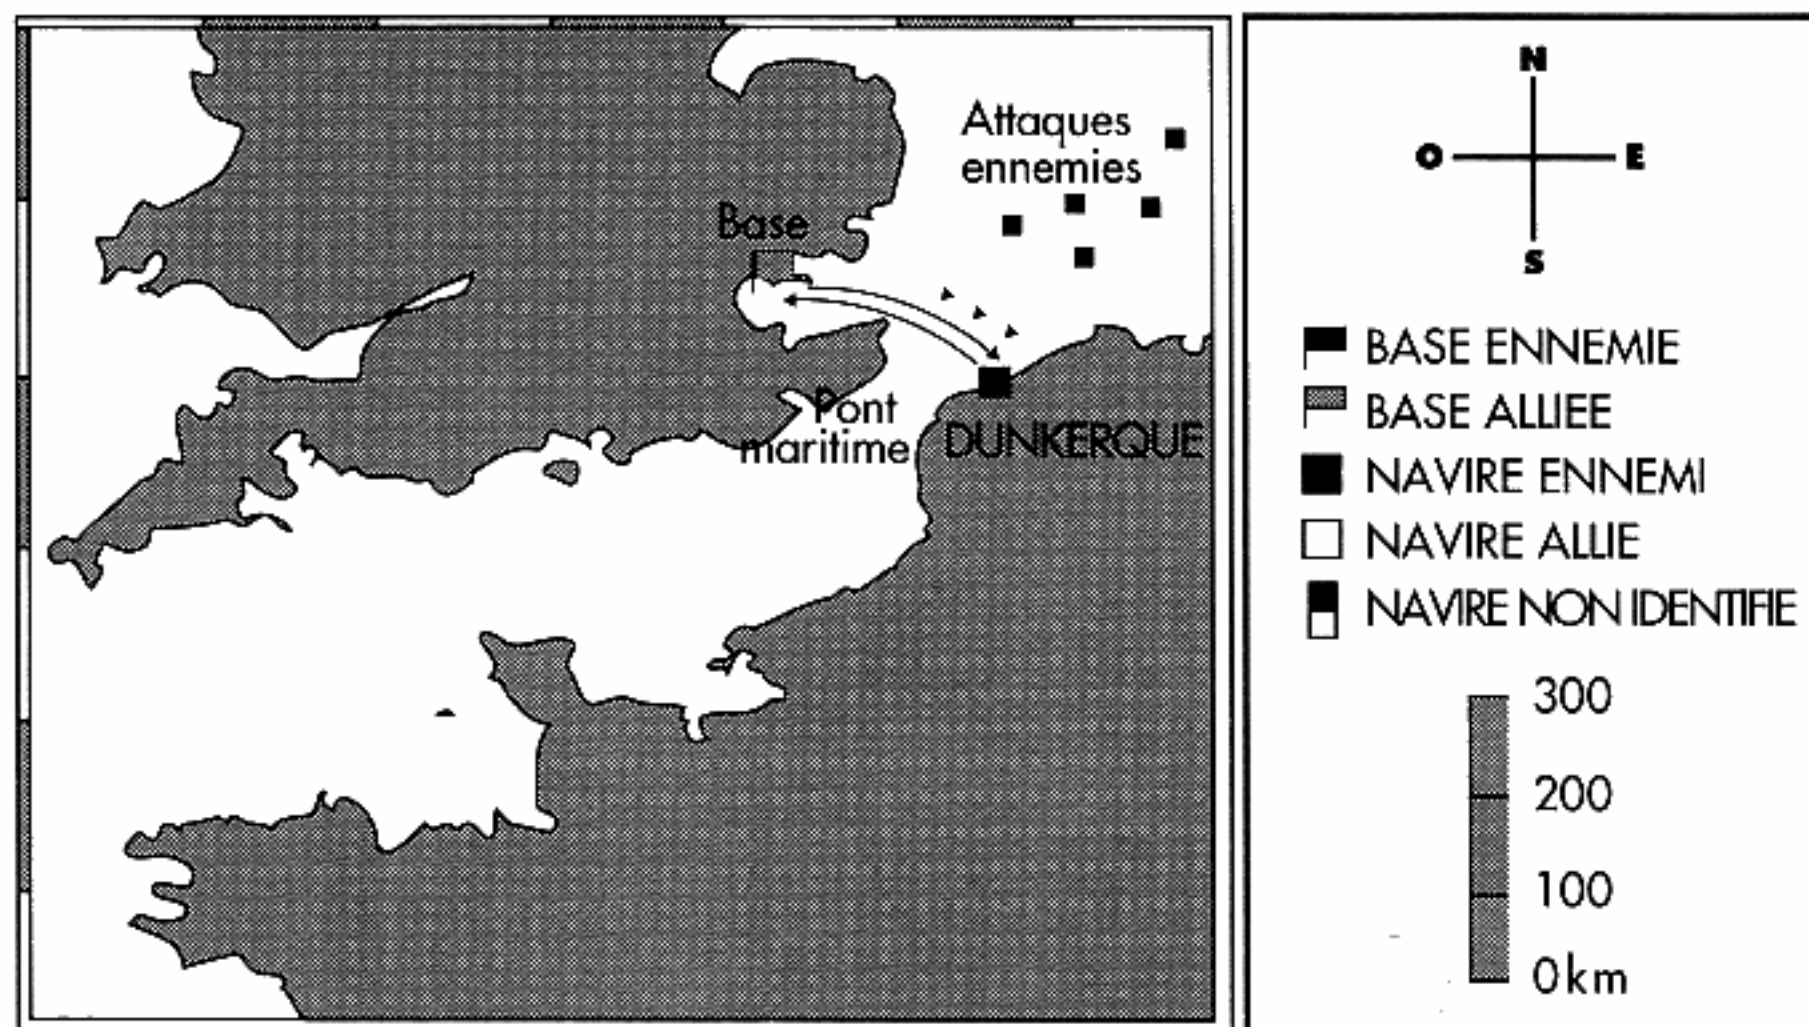 Attaques
ennemies
Base
Pont
maritime
DUNKERQUE
N
O
E
S
BASE ENNEMIE
BASE ALLIEE
NAVIRE ENNEMI
NAVIRE ALLIE
NAVIRE NON IDENTIFIE
300
200
100
0km